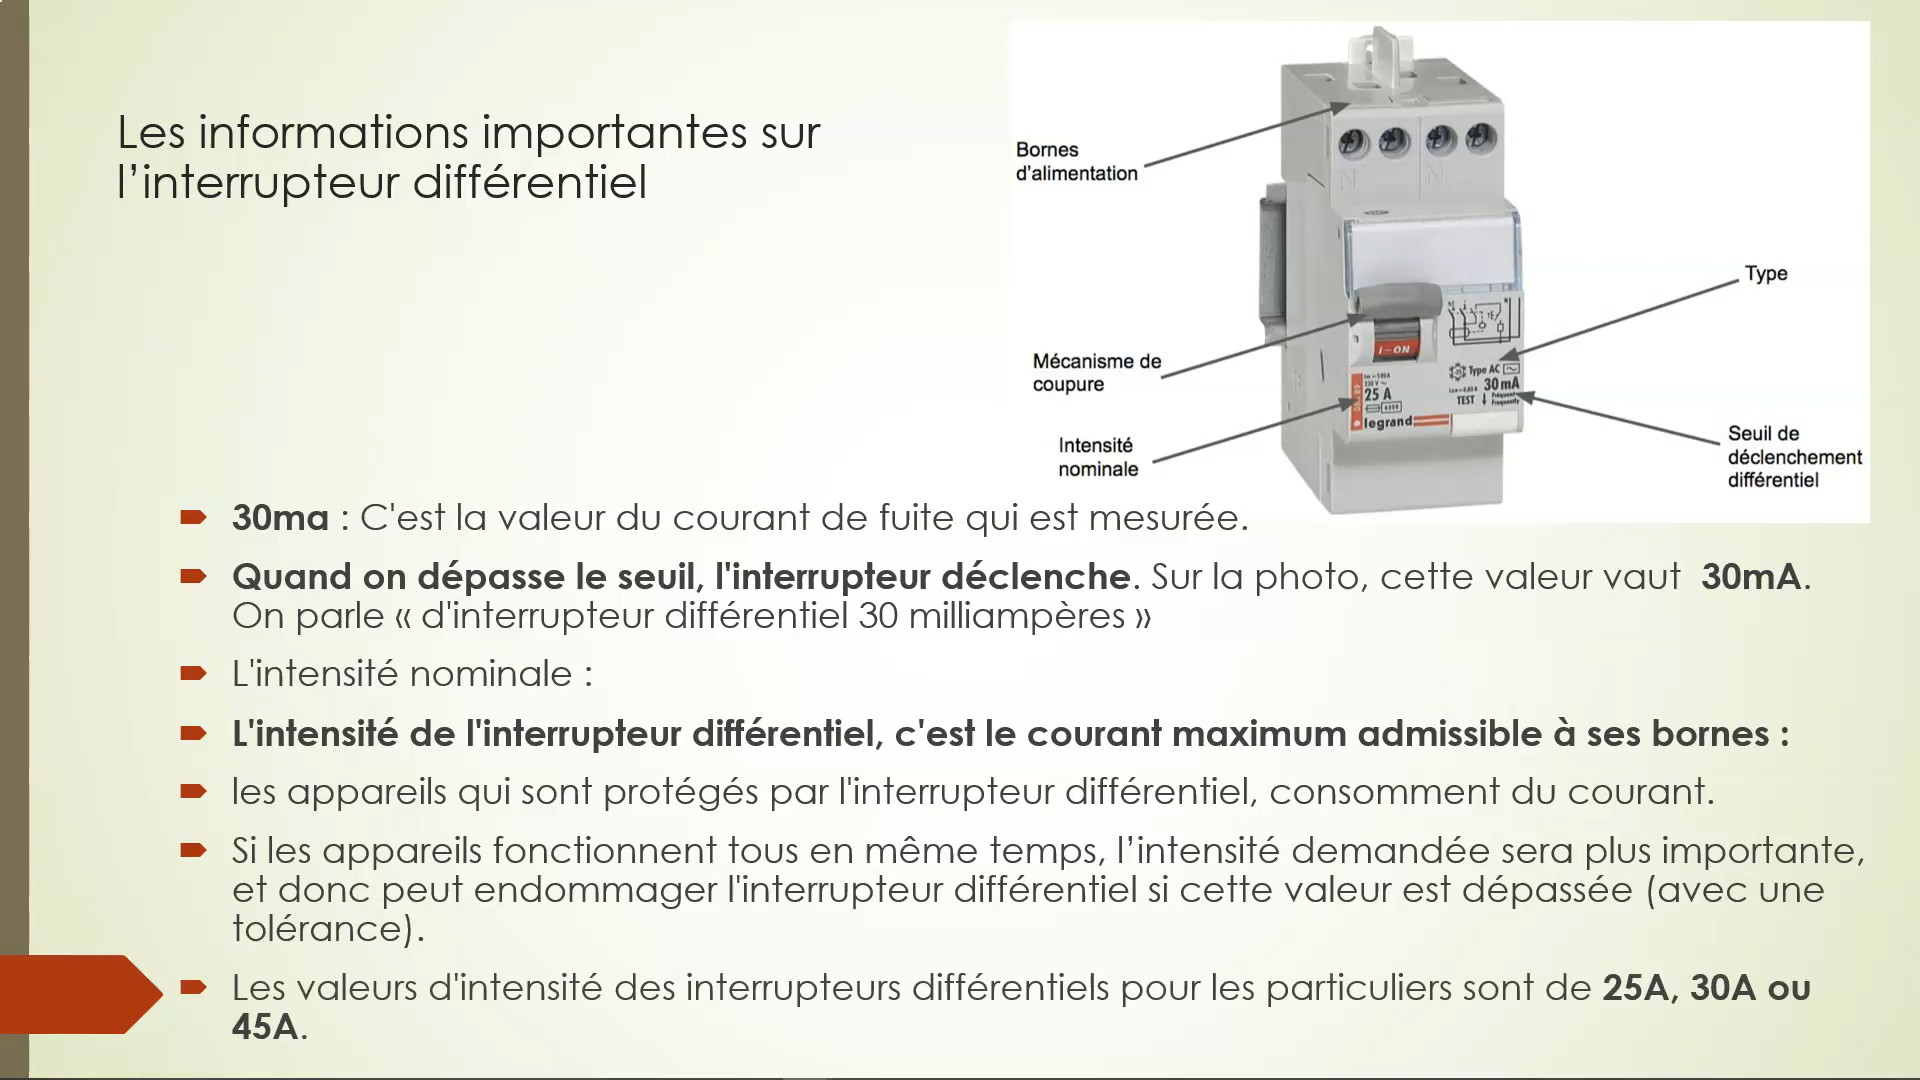 Les informations importantes sur
l’interrupteur différentiel
Bornes
d’alimentation
Type
Mécanisme de
coupure
Intensité
nominale
Seuil de
déclenchement
différentiel
N
N
I-ON
Type AC
25 A
30 mA
TEST
legrand
30ma : C'est la valeur du courant de fuite qui est mesurée.
Quand on dépasse le seuil, l'interrupteur déclenche. Sur la photo, cette valeur vaut 30mA.
On parle « d'interrupteur différentiel 30 milliampères »
L'intensité nominale :
L'intensité de l'interrupteur différentiel, c'est le courant maximum admissible à ses bornes :
les appareils qui sont protégés par l'interrupteur différentiel, consomment du courant.
Si les appareils fonctionnent tous en même temps, l’intensité demandée sera plus importante,
et donc peut endommager l'interrupteur différentiel si cette valeur est dépassée (avec une
tolérance).
Les valeurs d'intensité des interrupteurs différentiels pour les particuliers sont de 25A, 30A ou
45A.